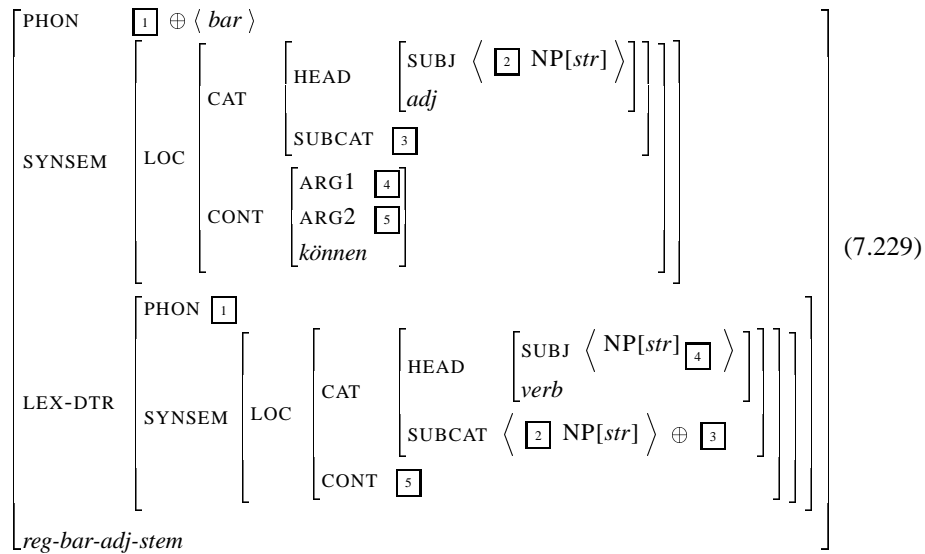 PHON 1 ⊕ ⟨ bar ⟩
SUBJ ⟨ 2 NP[str] ⟩
HEAD
adj
CAT
SUBCAT 3
SYNSEM LOC
ARG1 4
CONT ARG2 5
können
(7.229)
PHON 1
SUBJ ⟨ NP[str] 4 ⟩
HEAD
verb
CAT
LEX-DTR SYNSEM LOC
SUBCAT ⟨ 2 NP[str] ⟩ ⊕ 3
CONT 5
reg-bar-adj-stem